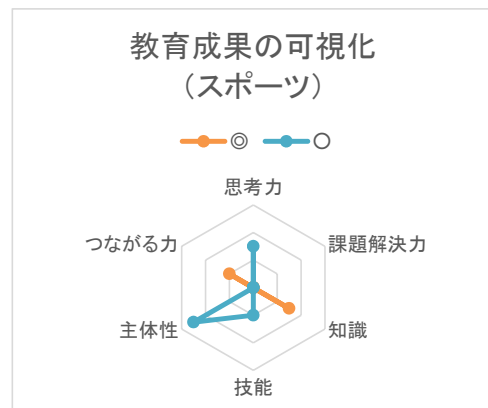 教育成果の可視化
（スポーツ）
◎ ○
思考力
つながる力 課題解決力
主体性 知識
技能